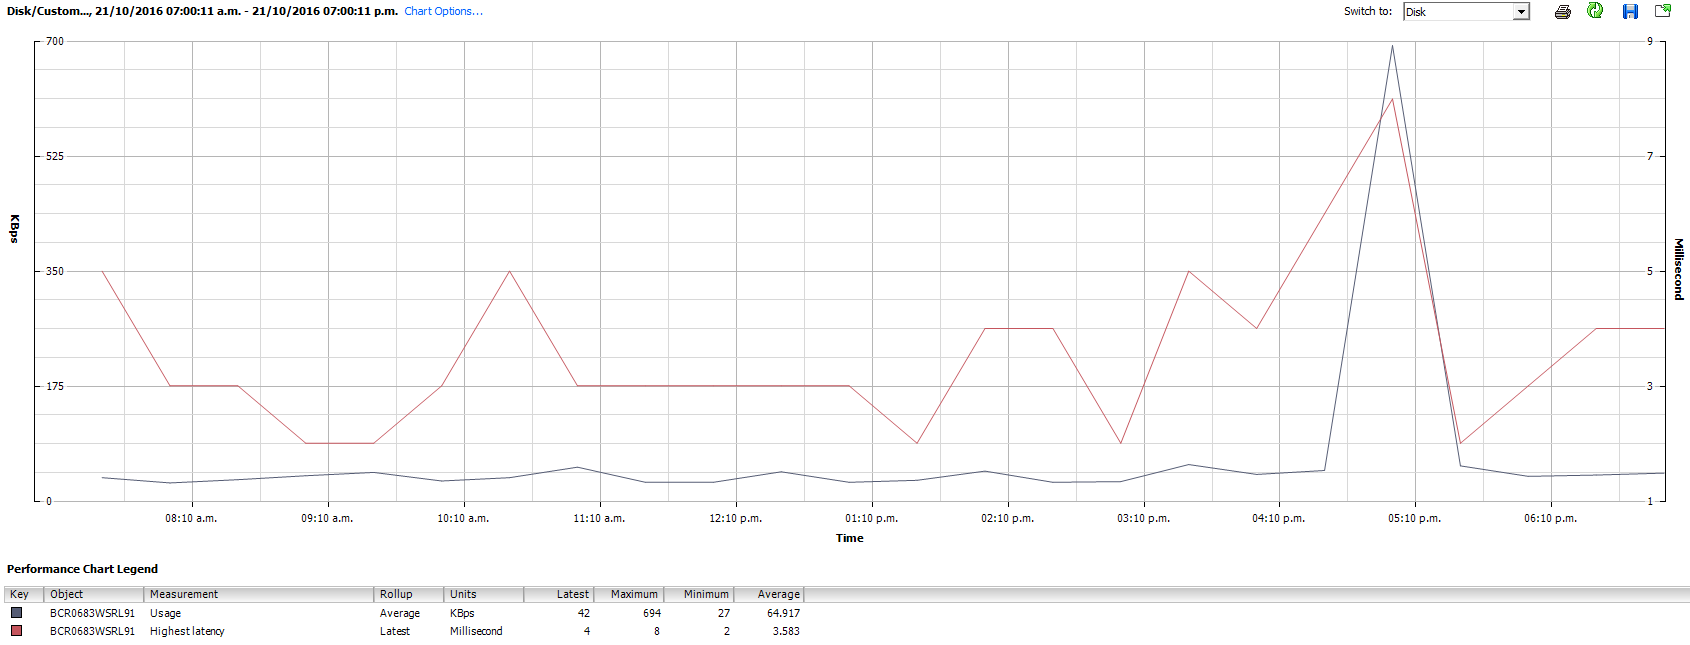 Disk/Custom..., 21/10/2016 07:00:11 a.m. - 21/10/2016 07:00:11 p.m. Chart Options... Switch to: Disk
700 9
525 7
350 5
175 3
0 1
KBps
Millisecond
08:10 a.m. 09:10 a.m. 10:10 a.m. 11:10 a.m. 12:10 p.m. 01:10 p.m. 02:10 p.m. 03:10 p.m. 04:10 p.m. 05:10 p.m. 06:10 p.m.
Time
Performance Chart Legend
Key Object Measurement Rollup Units Latest Maximum Minimum Average
BCR0683WSRL91 Usage Average KBps 42 694 27 64.917
BCR0683WSRL91 Highest latency Latest Millisecond 4 8 2 3.583